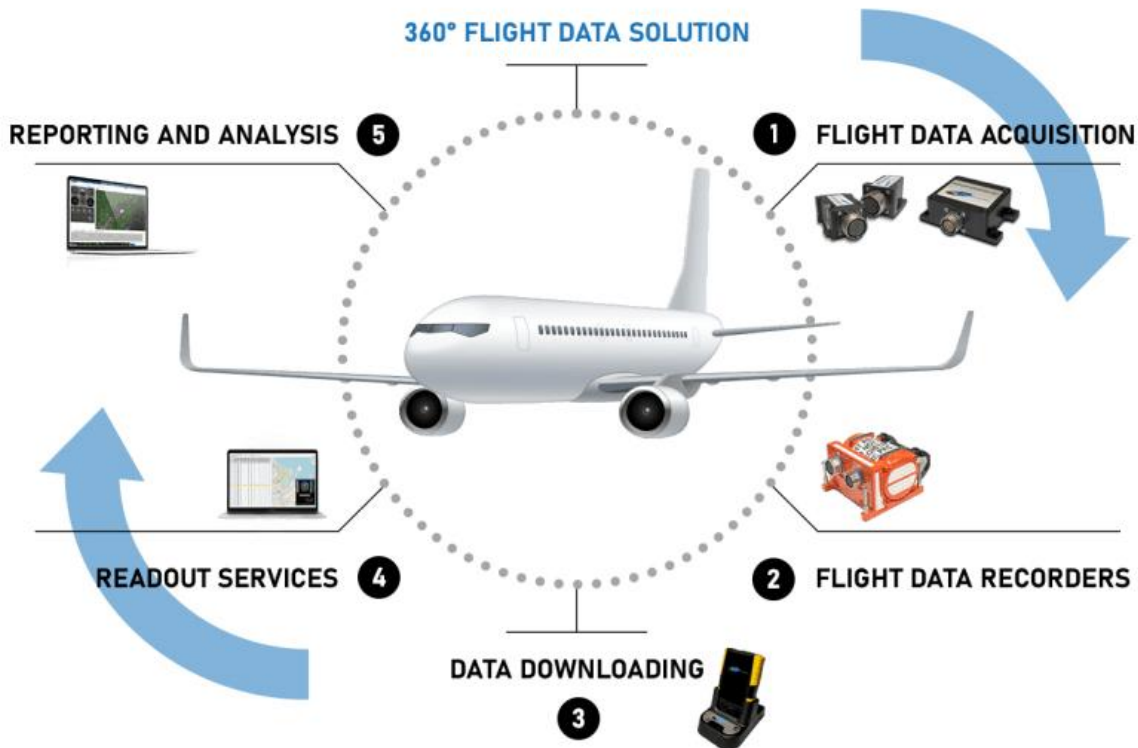 360° FLIGHT DATA SOLUTION
REPORTING AND ANALYSIS 5
1 FLIGHT DATA ACQUISITION
READOUT SERVICES 4
2 FLIGHT DATA RECORDERS
DATA DOWNLOADING
3